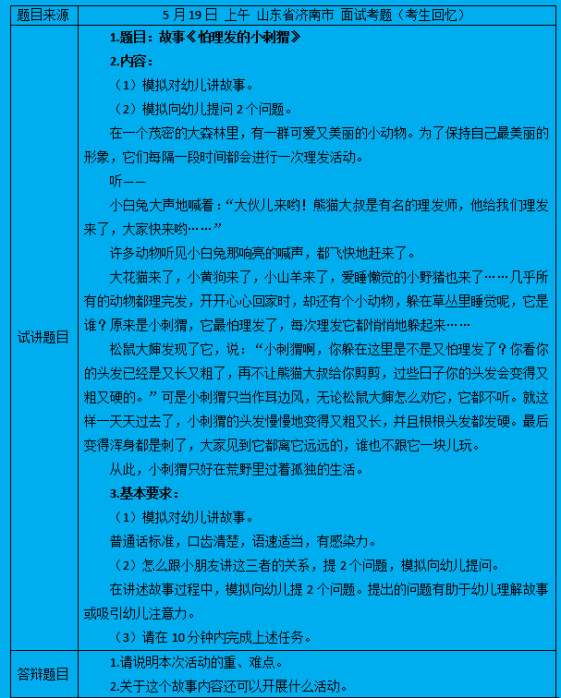 题目来源
5 月 19 日 上午 山东省济南市 面试考题（考生回忆）
试讲题目
1.题目：故事《怕理发的小刺猬》
2.内容：
（1）模拟对幼儿讲故事。
（2）模拟向幼儿提问 2 个问题。
在一个茂密的大森林里，有一群可爱又美丽的小动物。为了保持自己最美丽的
形象，它们每隔一段时间都会进行一次理发活动。
听——
小白兔大声地喊着：“大伙儿来哟！熊猫大叔是有名的理发师，他给我们理发
来了，大家快来哟……”
许多动物听见小白兔那响亮的喊声，都飞快地赶来了。
大花猫来了，小黄狗来了，小山羊来了，爱睡懒觉的小野猪也来了……几乎所
有的动物都理完发，开开心心回家时，却还有个小动物，躲在草丛里睡觉呢，它是
谁？原来是小刺猬，它最怕理发了，每次理发它都悄悄地躲起来……
松鼠大婶发现了它，说：“小刺猬啊，你躲在这里是不是又怕理发了？你看你
的头发已经是又长又粗了，再不让熊猫大叔给你剪剪，过些日子你的头发会变得又
粗又硬的。”可是小刺猬只当作耳边风，无论松鼠大婶怎么劝它，它都不听。就这
样一天天过去了，小刺猬的头发慢慢地变得又粗又长，并且根根头发都发硬。最后
变得浑身都是刺了，大家见到它都离它远远的，谁也不跟它一块儿玩。
从此，小刺猬只好在荒野里过着孤独的生活。
3.基本要求：
（1）模拟对幼儿讲故事。
普通话标准，口齿清楚，语速适当，有感染力。
（2）怎么跟小朋友讲这三者的关系，提 2 个问题，模拟向幼儿提问。
在讲述故事过程中，模拟向幼儿提 2 个问题。提出的问题有助于幼儿理解故事
或吸引幼儿注意力。
（3）请在 10 分钟内完成上述任务。
答辩题目
1.请说明本次活动的重、难点。
2.关于这个故事内容还可以开展什么活动。